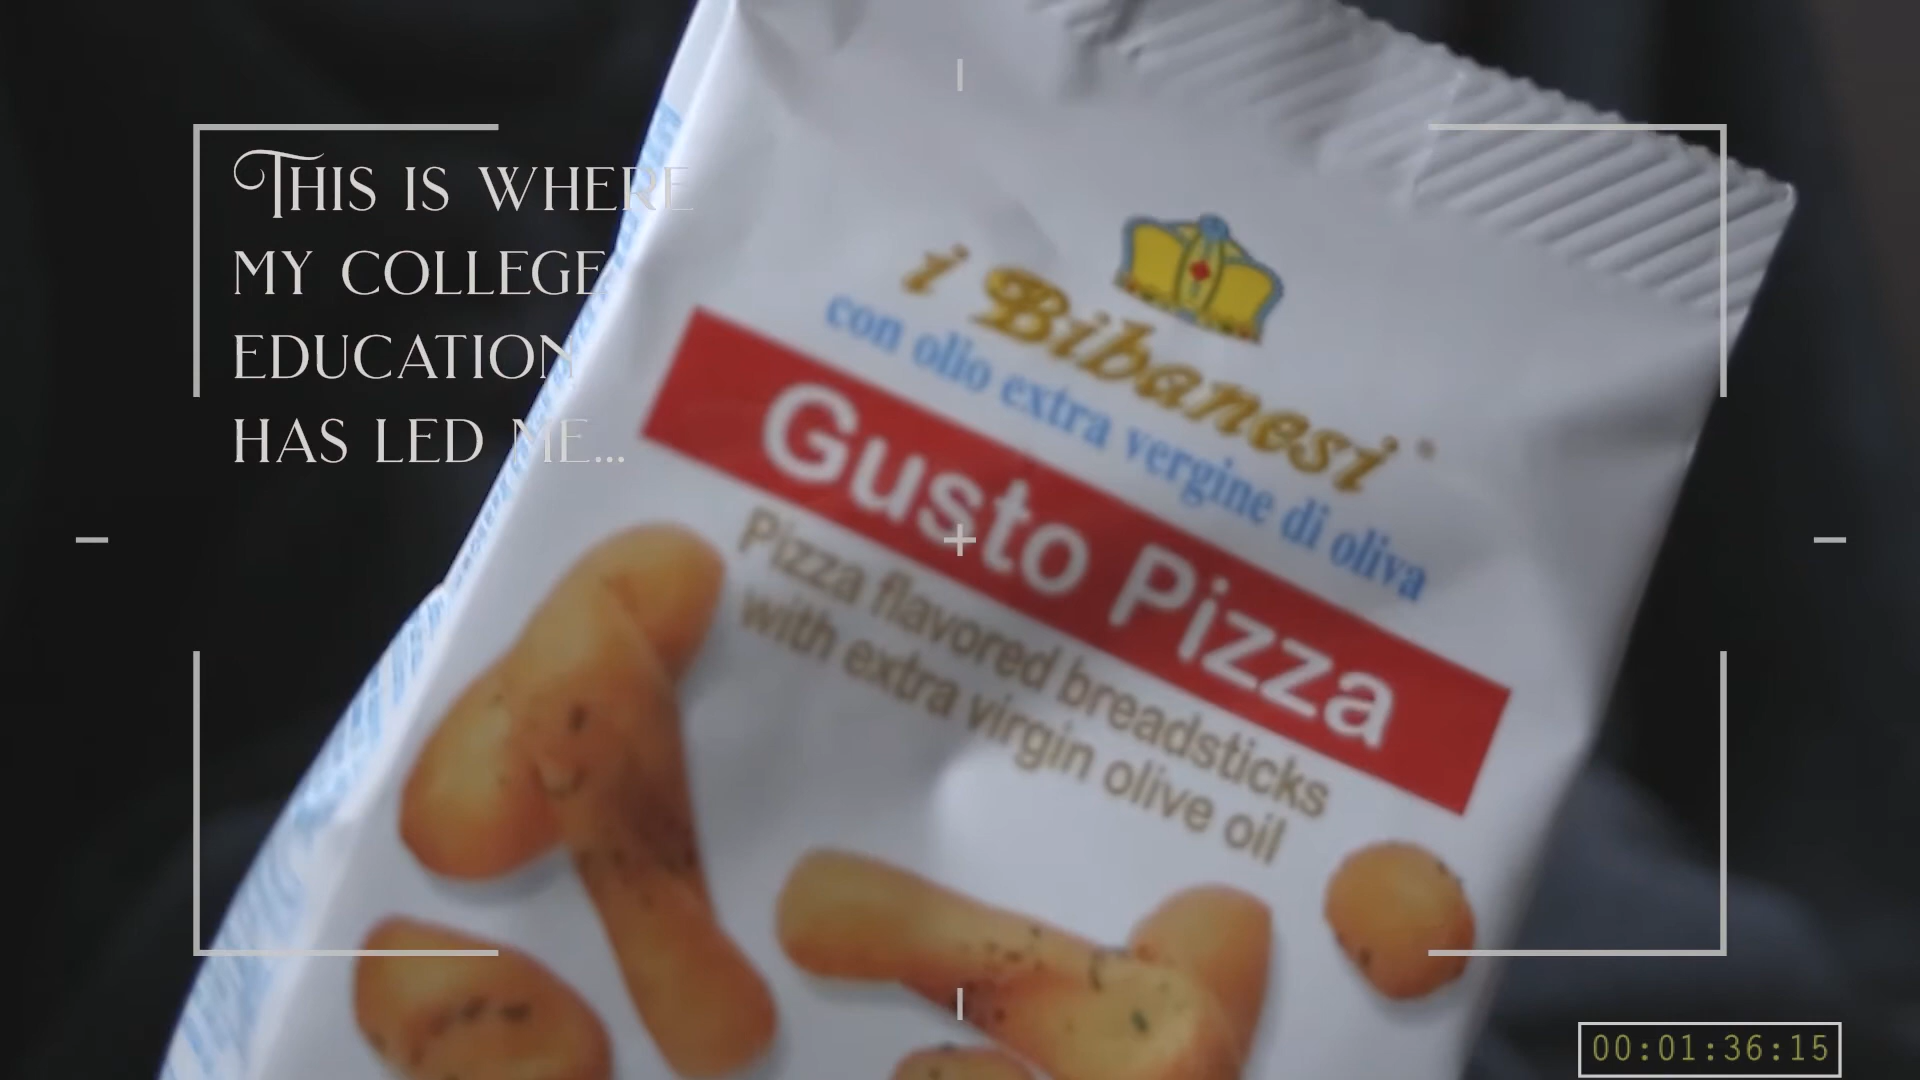 This is where
my college
education
has led me...
i Bibanesi®
con olio extra vergine di oliva
Gusto Pizza
Pizza flavored breadsticks
with extra virgin olive oil
00:01:36:15